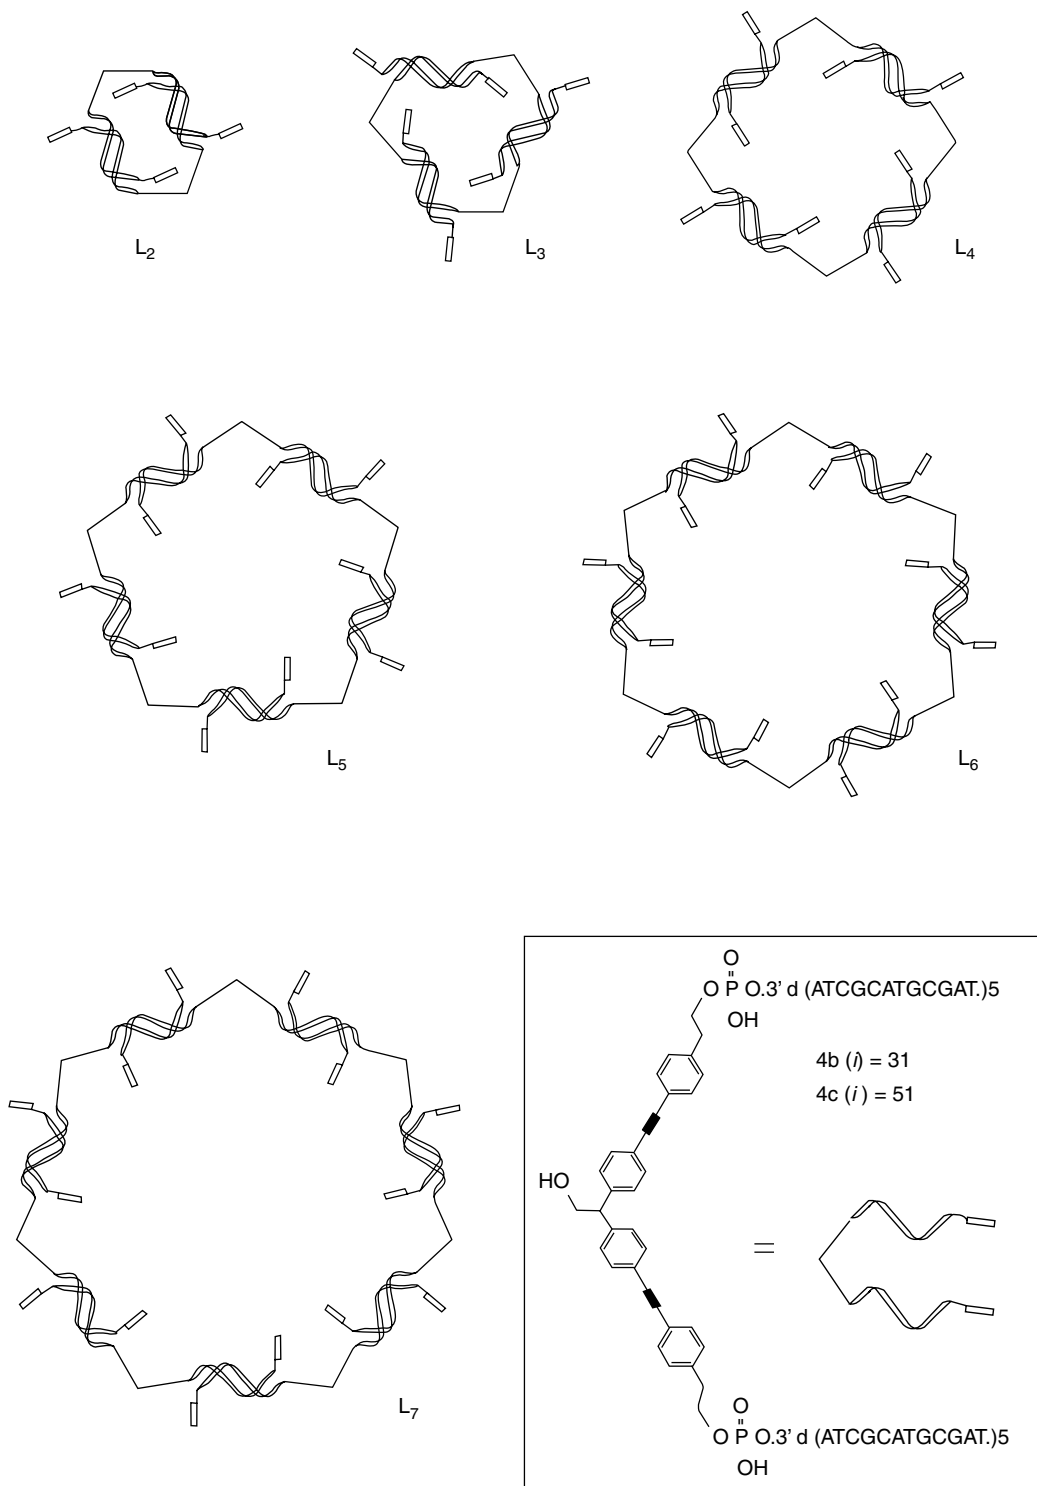 L2
L3
L4
L5
L6
L7
O
O P O.3' d (ATCGCATGCGAT.)5
OH
4b (i) = 31
4c (i) = 51
HO
=
O
O P O.3' d (ATCGCATGCGAT.)5
OH